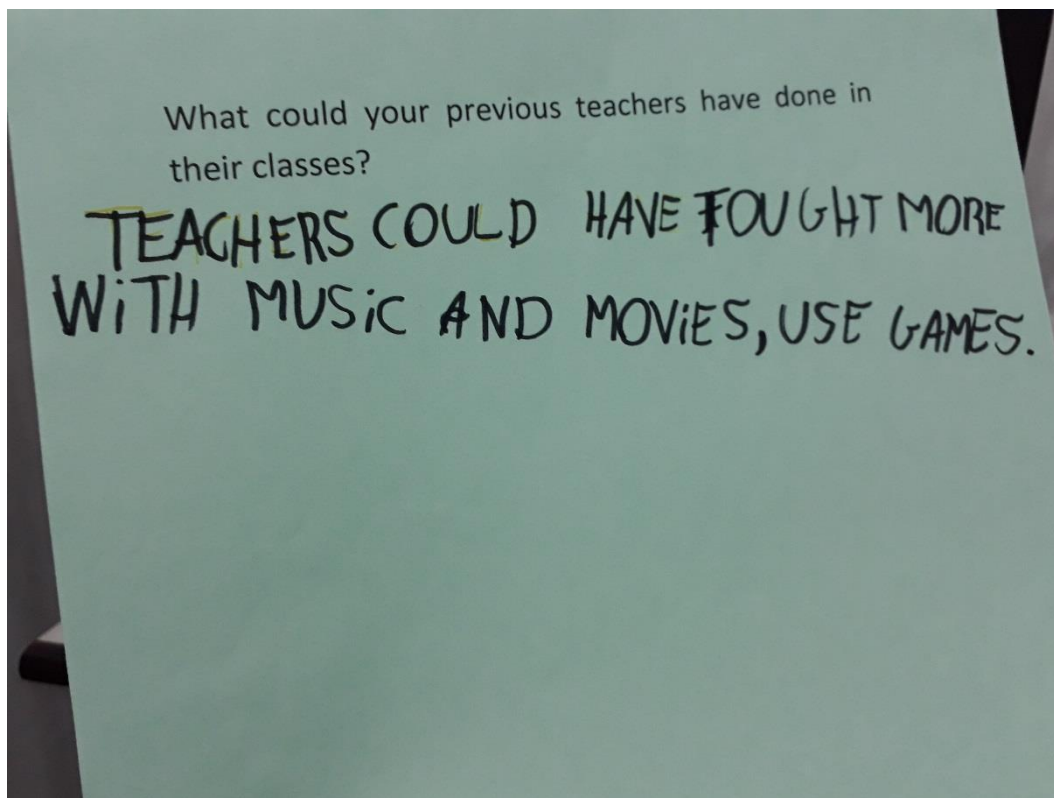 What could your previous teachers have done in
their classes?
TEACHERS COULD HAVE TOUGHT MORE
WiTH MUSiC AND MOViES, USE GAMES.